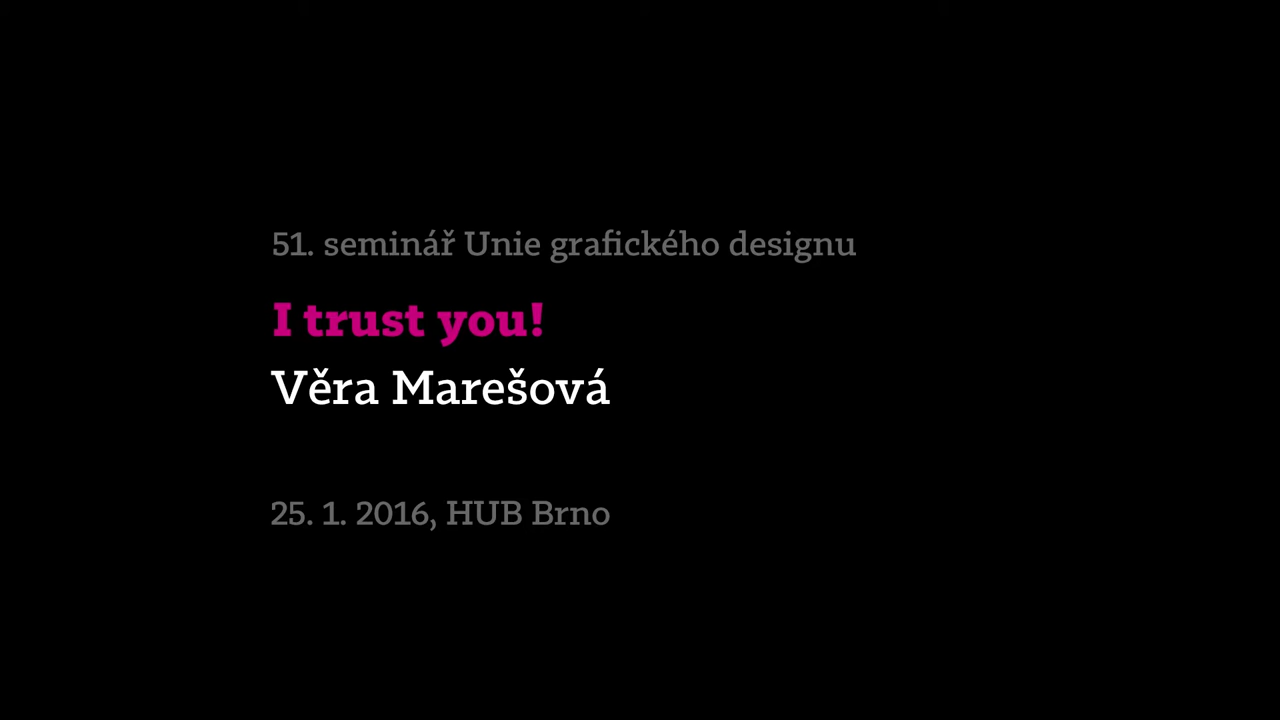 51. seminář Unie grafického designu
I trust you!
Věra Marešová
25. 1. 2016, HUB Brno